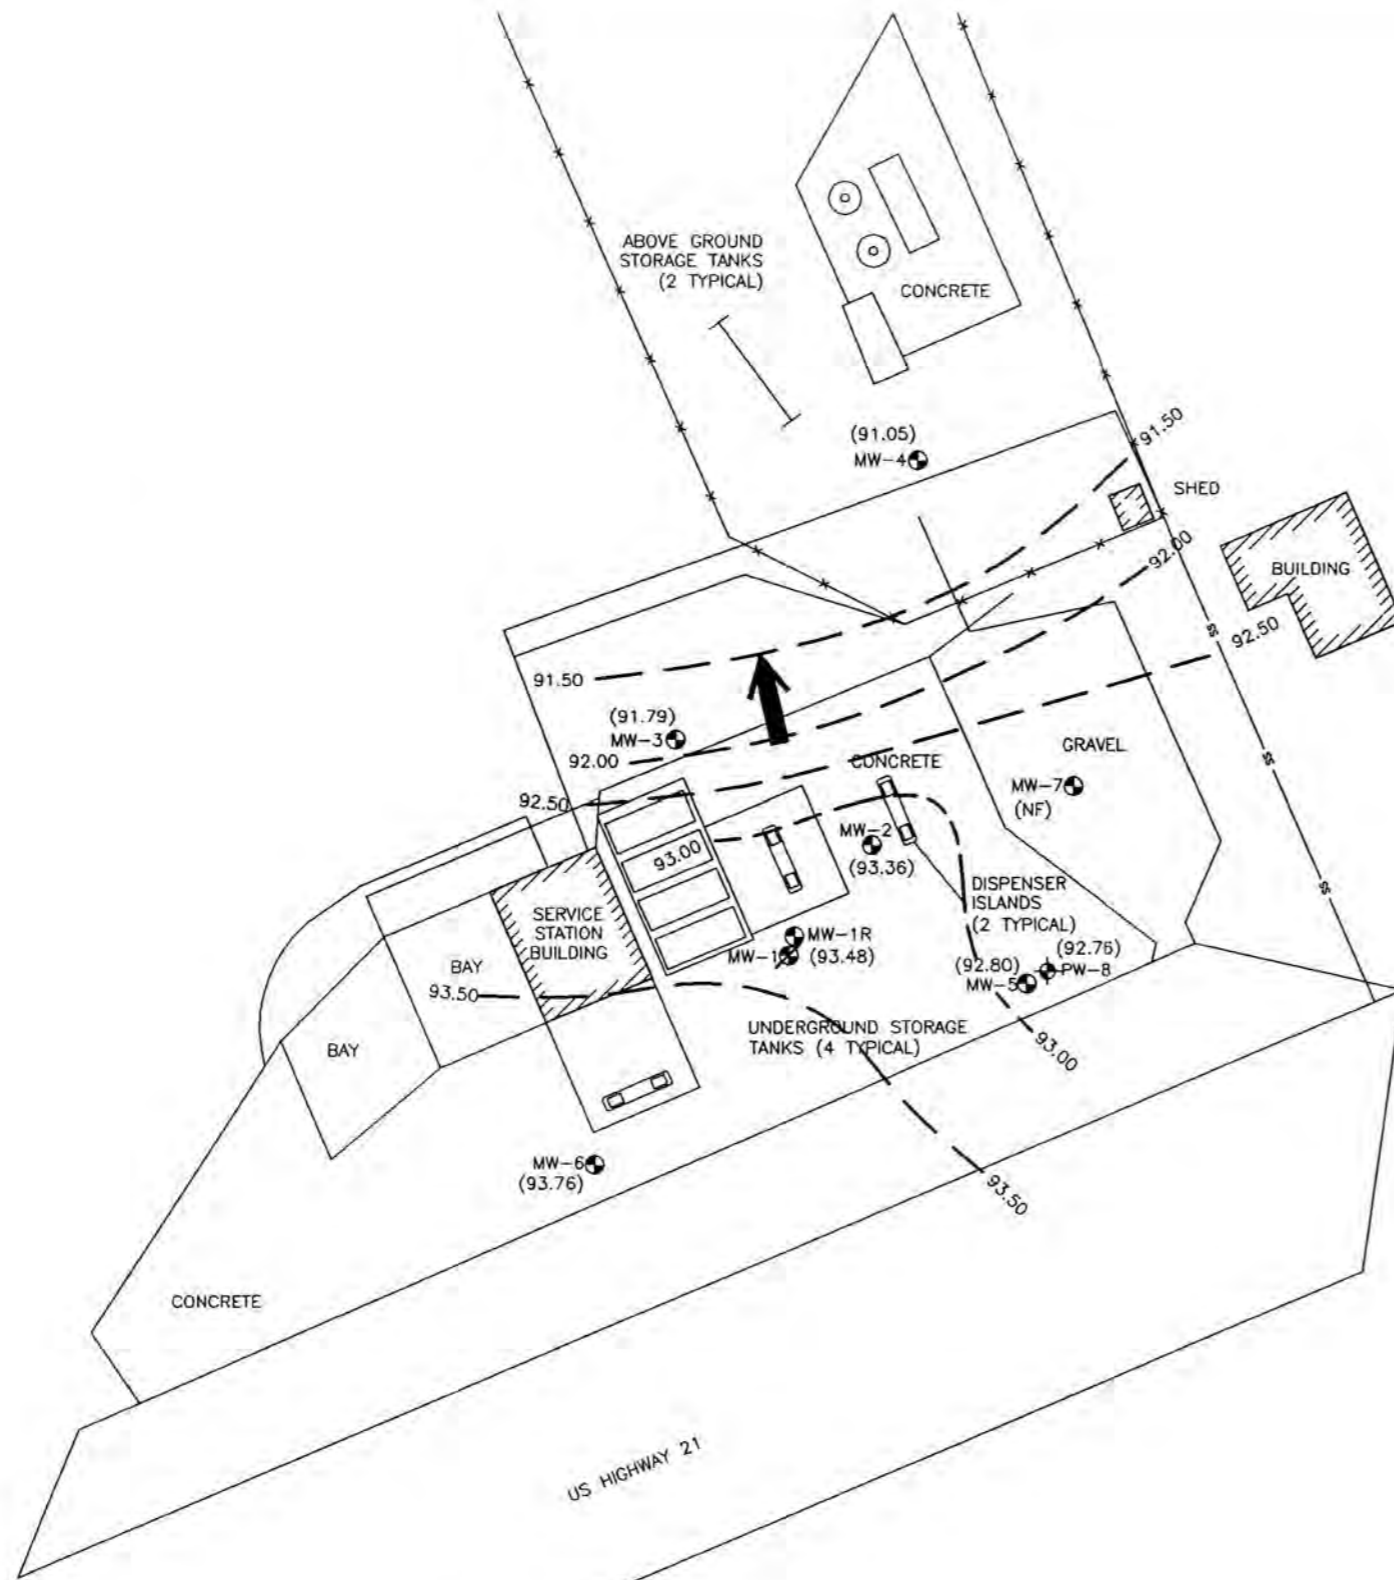 ABOVE GROUND
STORAGE TANKS
(2 TYPICAL)
CONCRETE
(91.05)
MW-4
91.50
SHED
92.00
BUILDING
92.50
SS
91.50
(91.79)
MW-3
92.00
92.50
CONCRETE
GRAVEL
SS
MW-7
(NF)
MW-2
(93.36)
93.00
DISPENSER
ISLANDS
(2 TYPICAL)
SS
SERVICE
STATION
BUILDING
MW-1R
MW-1
(93.48)
BAY
93.50
(92.76)
(92.80)
PW-8
MW-5
UNDERGROUND STORAGE
TANKS (4 TYPICAL)
93.00
BAY
MW-6
(93.76)
93.50
CONCRETE
US HIGHWAY 21